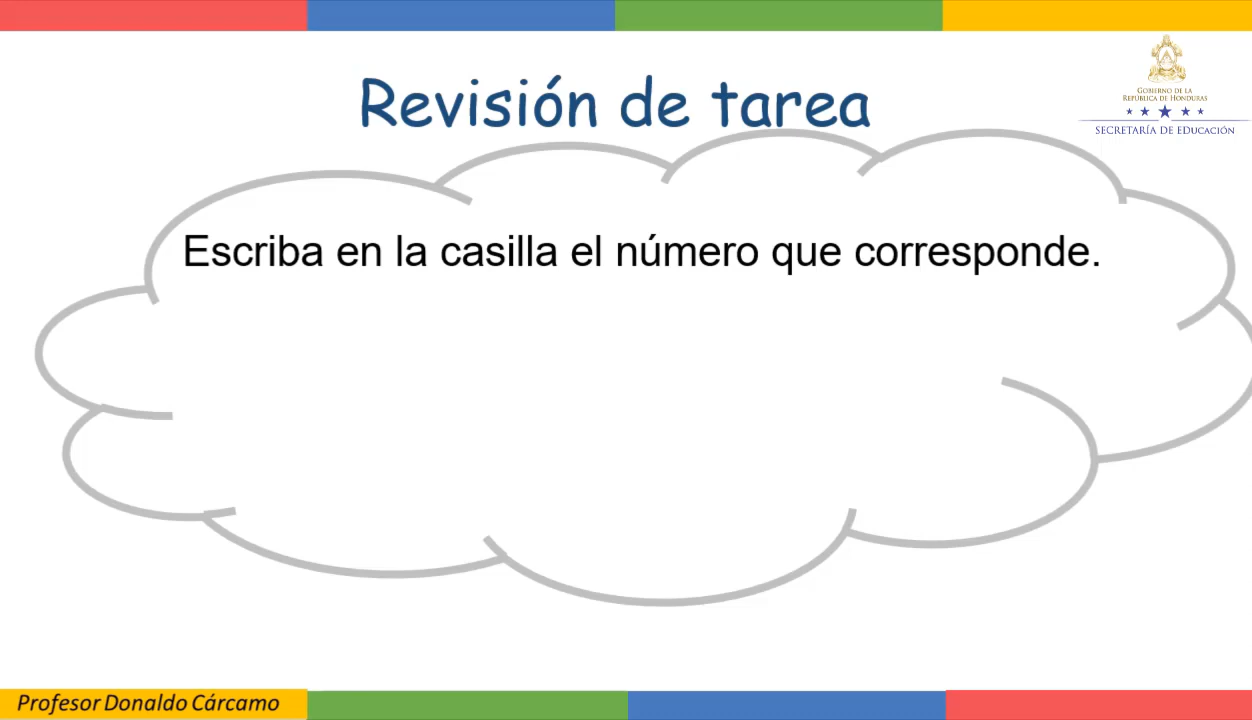 Revisión de tarea
GOBIERNO DE LA
REPÚBLICA DE HONDURAS
SECRETARÍA DE EDUCACIÓN
Escriba en la casilla el número que corresponde.
Profesor Donaldo Cárcamo